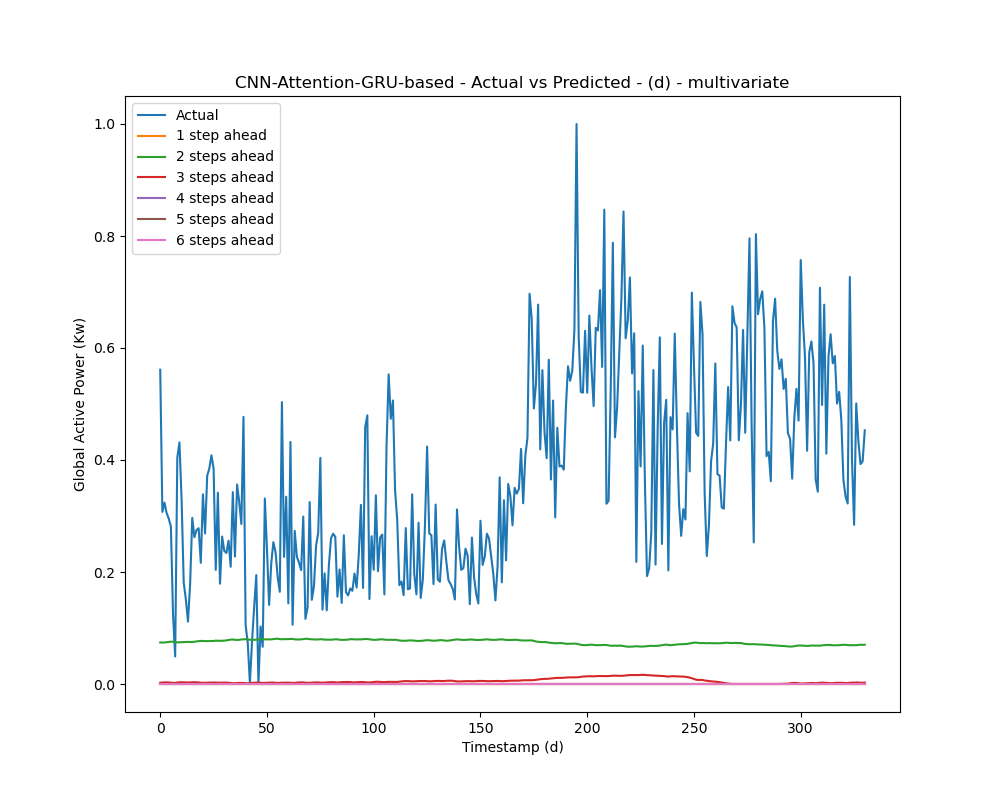 CNN-Attention-GRU-based - Actual vs Predicted - (d) - multivariate
Actual
1 step ahead
2 steps ahead
3 steps ahead
4 steps ahead
5 steps ahead
6 steps ahead
1.0
0.8
0.6
0.4
0.2
0.0
Global Active Power (Kw)
0 50 100 150 200 250 300
Timestamp (d)